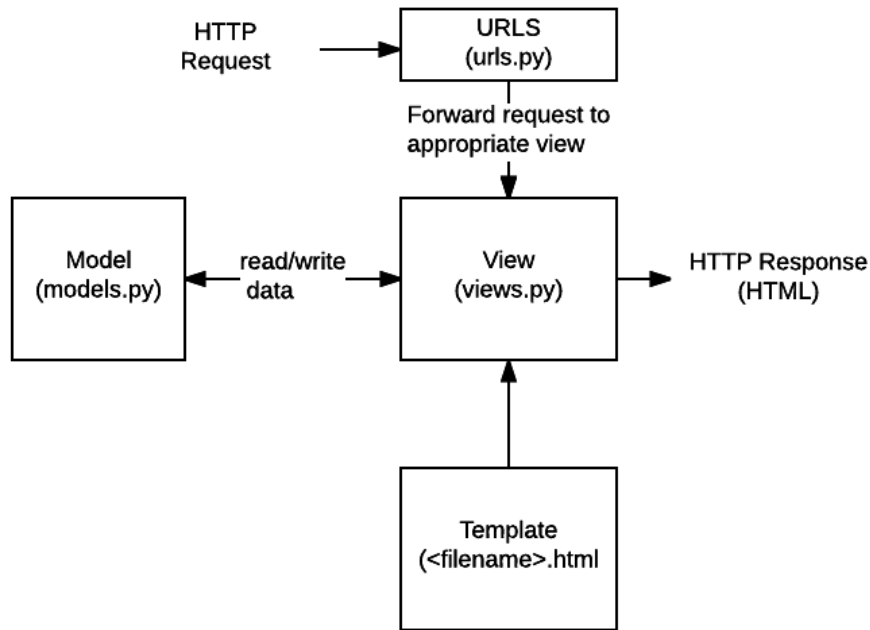 HTTP
Request
URLS
(urls.py)
Forward request to
appropriate view
Model
(models.py)
read/write
data
View
(views.py)
HTTP Response
(HTML)
Template
(<filename>.html